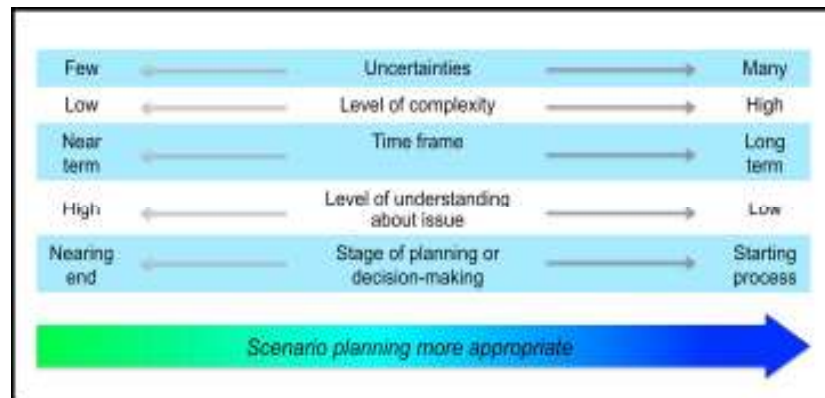 Few Uncertainties Many
Low Level of complexity High
Near term Time frame Long term
High Level of understanding about issue Low
Nearing end Stage of planning or decision-making Starting process
Scenario planning more appropriate